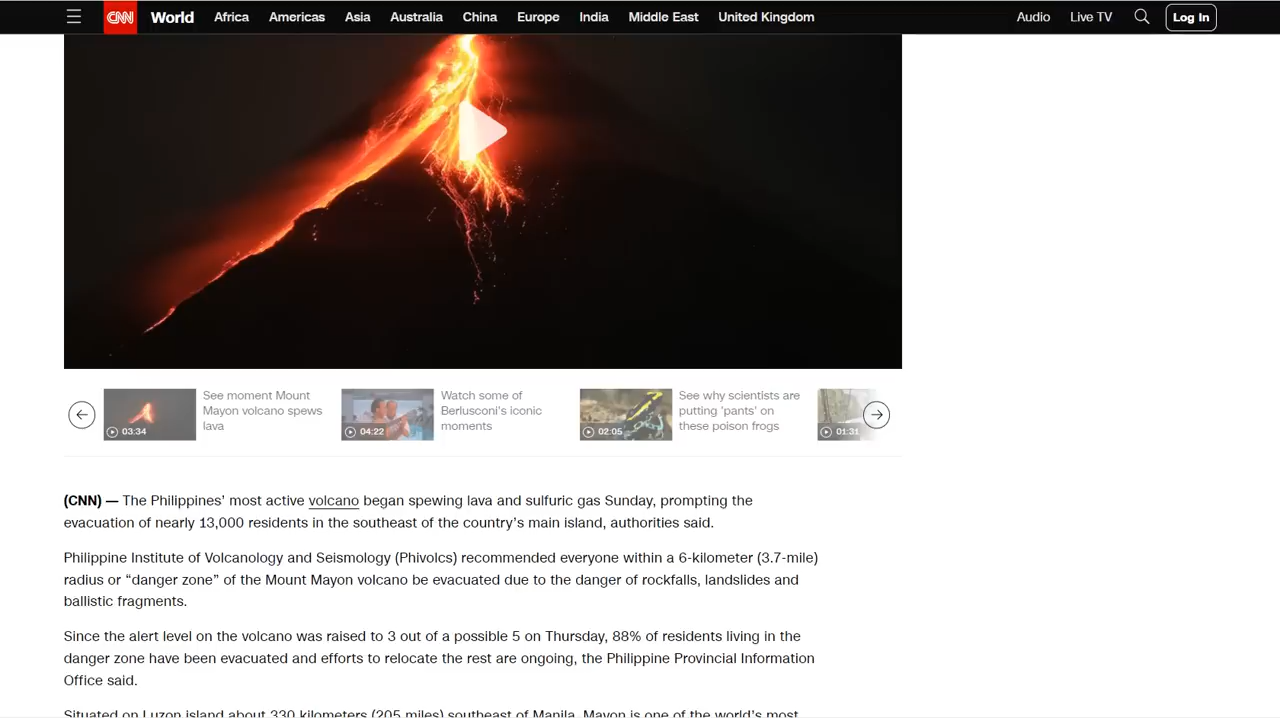 CNN World Africa Americas Asia Australia China Europe India Middle East United Kingdom Audio Live TV Log In
03:34
See moment Mount
Mayon volcano spews
lava
04:22
Watch some of
Berlusconi's iconic
moments
02:05
See why scientists are
putting 'pants' on
these poison frogs
01:31
(CNN) — The Philippines’ most active volcano began spewing lava and sulfuric gas Sunday, prompting the
evacuation of nearly 13,000 residents in the southeast of the country’s main island, authorities said.
Philippine Institute of Volcanology and Seismology (Phivolcs) recommended everyone within a 6-kilometer (3.7-mile)
radius or “danger zone” of the Mount Mayon volcano be evacuated due to the danger of rockfalls, landslides and
ballistic fragments.
Since the alert level on the volcano was raised to 3 out of a possible 5 on Thursday, 88% of residents living in the
danger zone have been evacuated and efforts to relocate the rest are ongoing, the Philippine Provincial Information
Office said.
Situated on Luzon island about 330 kilometers (205 miles) southeast of Manila, Mayon is one of the world’s most